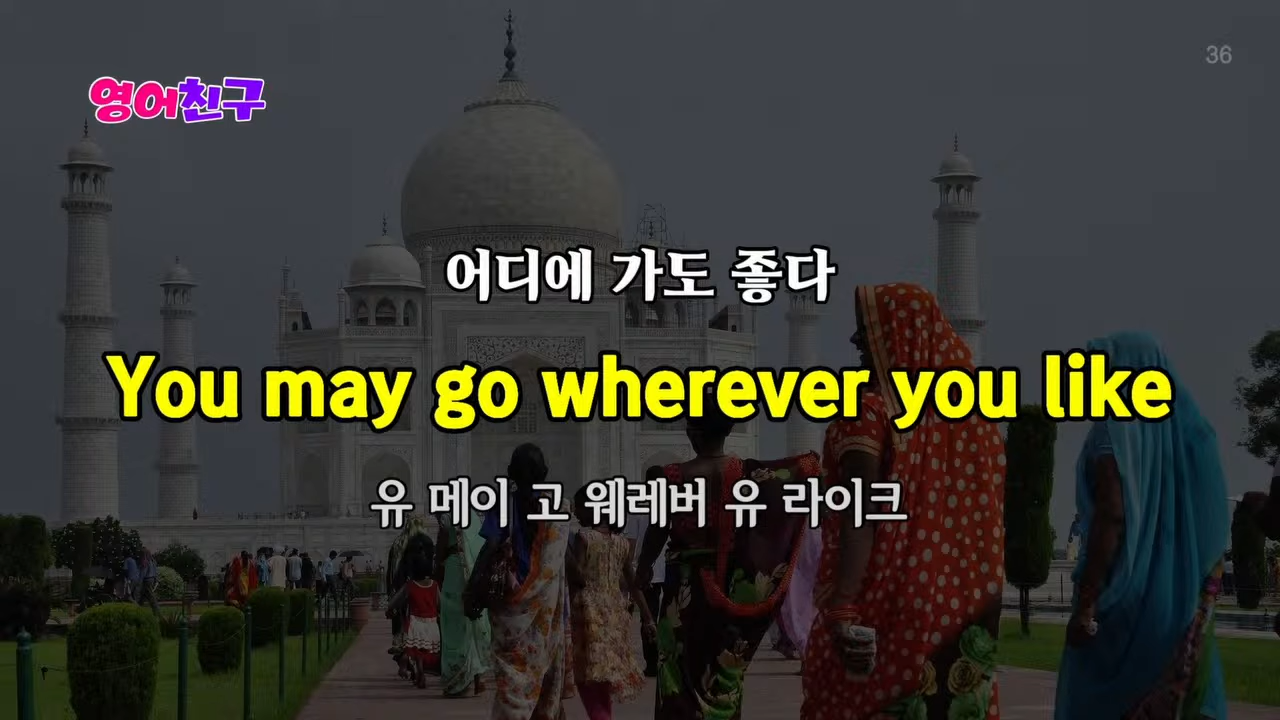 36
영어친구
어디에 가도 좋다
You may go wherever you like
유 메이 고 웨레버 유 라이크